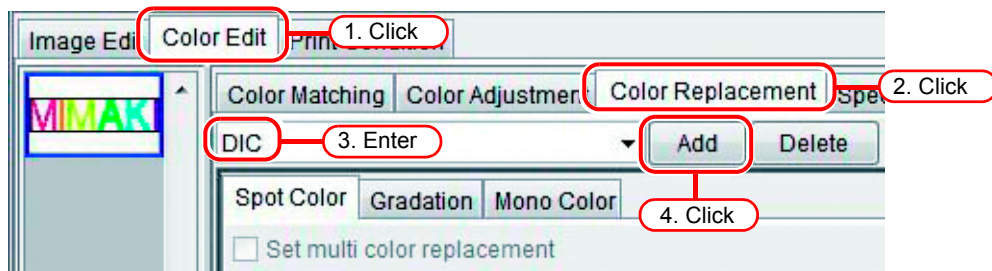 Image Edi Color Edit Print Condition 1. Click
MIMAKI Color Matching Color Adjustment Color Replacement Spe 2. Click
DIC 3. Enter Add Delete
Spot Color Gradation Mono Color 4. Click
Set multi color replacement